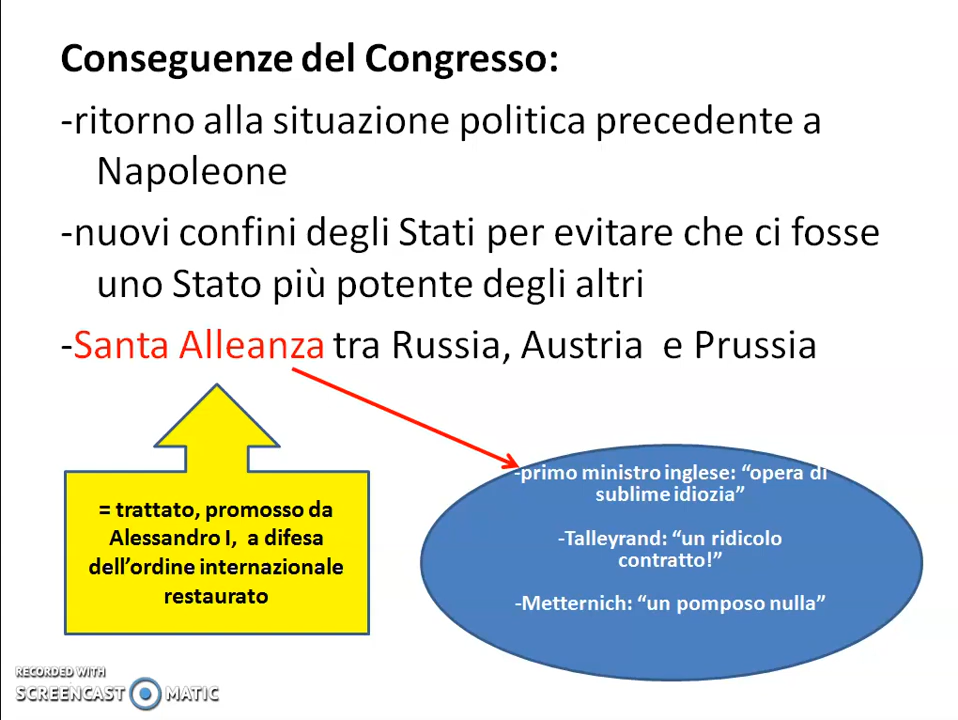 Conseguenze del Congresso:
-ritorno alla situazione politica precedente a
Napoleone
-nuovi confini degli Stati per evitare che ci fosse
uno Stato più potente degli altri
-Santa Alleanza tra Russia, Austria e Prussia
= trattato, promosso da
Alessandro I, a difesa
dell’ordine internazionale
restaurato
-primo ministro inglese: “opera di
sublime idiozia”
-Talleyrand: “un ridicolo
contratto!”
-Metternich: “un pomposo nulla”
RECORDED WITH
SCREENCAST MATIC